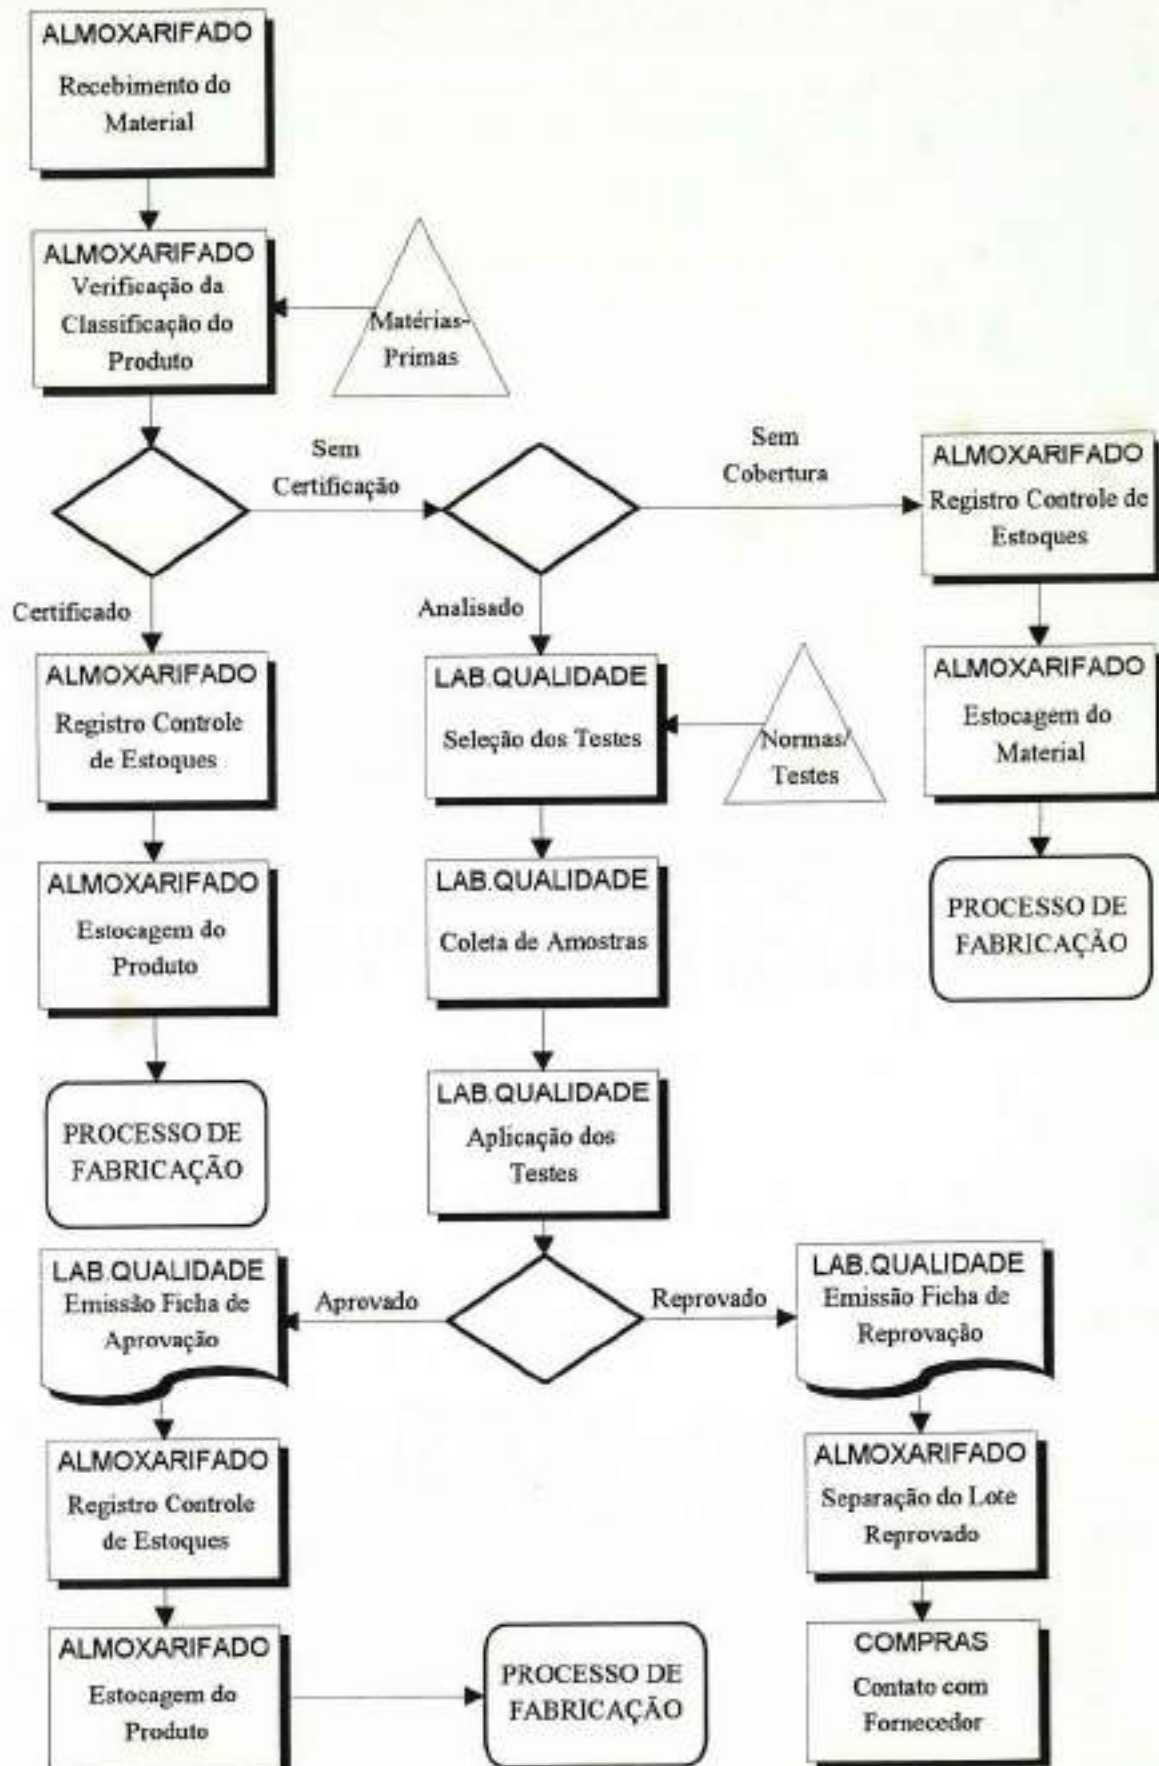 ALMOXARIFADO
Recebimento do
Material
ALMOXARIFADO
Verificação da
Classificação do
Produto
Matérias-
Primas
Sem
Certificação
Sem
Cobertura
ALMOXARIFADO
Registro Controle de
Estoques
Certificado
Analisado
ALMOXARIFADO
Registro Controle
de Estoques
LAB.QUALIDADE
Seleção dos Testes
Normas/
Testes
ALMOXARIFADO
Estocagem do
Material
ALMOXARIFADO
Estocagem do
Produto
LAB.QUALIDADE
Coleta de Amostras
PROCESSO DE
FABRICAÇÃO
PROCESSO DE
FABRICAÇÃO
LAB.QUALIDADE
Aplicação dos
Testes
LAB.QUALIDADE
Emissão Ficha de
Aprovação
Aprovado
Reprovado
LAB.QUALIDADE
Emissão Ficha de
Reprovação
ALMOXARIFADO
Registro Controle
de Estoques
ALMOXARIFADO
Separação do Lote
Reprovado
ALMOXARIFADO
Estocagem do
Produto
PROCESSO DE
FABRICAÇÃO
COMPRAS
Contato com
Fornecedor